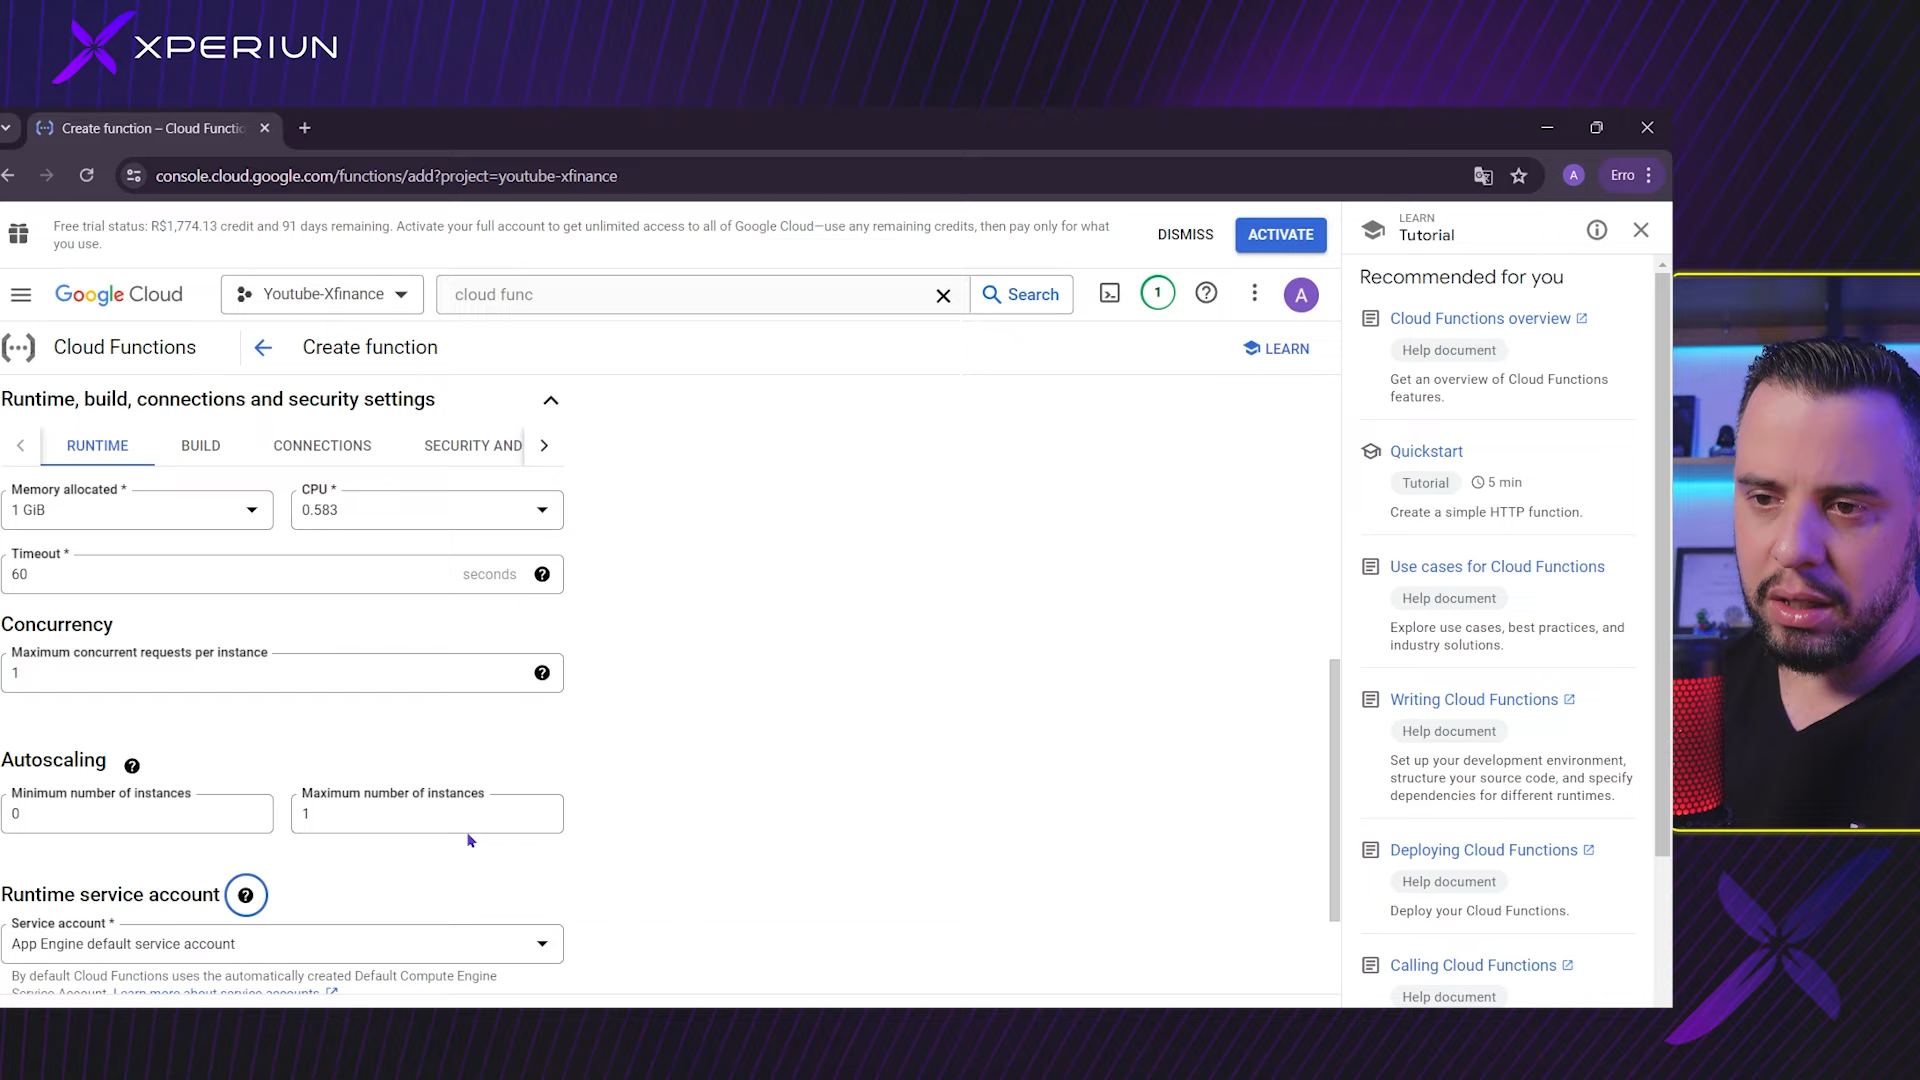 XPERIUN
Create function – Cloud Functio
console.cloud.google.com/functions/add?project=youtube-xfinance
A
Erro
Free trial status: R$1,774.13 credit and 91 days remaining. Activate your full account to get unlimited access to all of Google Cloud—use any remaining credits, then pay only for what
you use.
DISMISS
ACTIVATE
LEARN
Tutorial
Google Cloud
Youtube-Xfinance
cloud func
Search
1
A
Cloud Functions
Create function
LEARN
Runtime, build, connections and security settings
RUNTIME
BUILD
CONNECTIONS
SECURITY AND
Memory allocated *
1 GiB
CPU *
0.583
Timeout *
60
seconds
Concurrency
Maximum concurrent requests per instance
1
Autoscaling
Minimum number of instances
0
Maximum number of instances
1
Runtime service account
Service account *
App Engine default service account
By default Cloud Functions uses the automatically created Default Compute Engine
Service Account. Learn more about service accounts
Recommended for you
Cloud Functions overview
Help document
Get an overview of Cloud Functions
features.
Quickstart
Tutorial
5 min
Create a simple HTTP function.
Use cases for Cloud Functions
Help document
Explore use cases, best practices, and
industry solutions.
Writing Cloud Functions
Help document
Set up your development environment,
structure your source code, and specify
dependencies for different runtimes.
Deploying Cloud Functions
Help document
Deploy your Cloud Functions.
Calling Cloud Functions
Help document